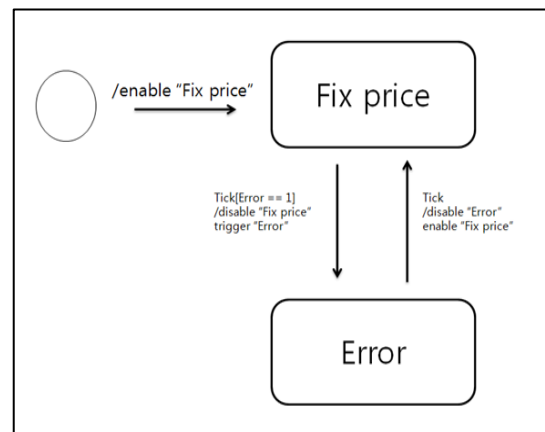 /enable “Fix price”
Fix price
Tick[Error == 1]
/disable “Fix price”
trigger “Error”
Tick
/disable “Error”
enable “Fix price”
Error